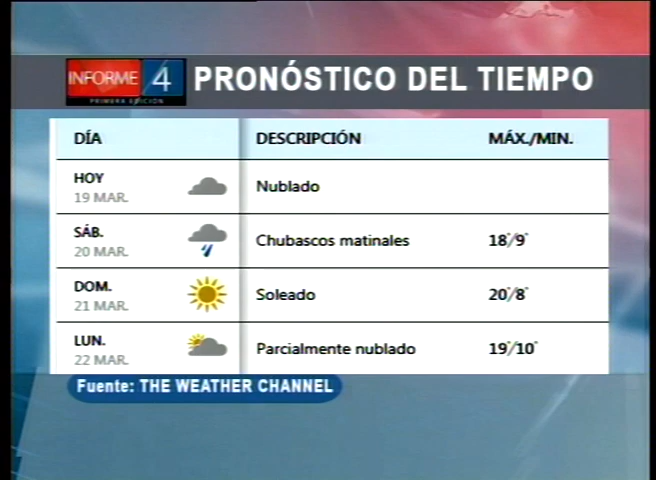 INFORME 4 PRONÓSTICO DEL TIEMPO
PRIMERA EDICIÓN
DÍA DESCRIPCIÓN MÁX./MIN.
HOY
19 MAR.
Nublado
SÁB.
20 MAR.
Chubascos matinales 18°/9°
DOM.
21 MAR.
Soleado 20°/8°
LUN.
22 MAR.
Parcialmente nublado 19°/10°
Fuente: THE WEATHER CHANNEL